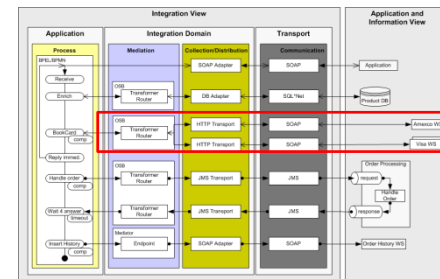 Integration View
Application and
Information View
Application
Integration Domain
Transport
Process
Mediation
Collection/Distribution
Communication
BPEL/BPMN
Receive
SOAP Adapter
SOAP
Application
OSB
Enrich
Transformer
Router
DB Adapter
SQL*Net
Product DB
OSB
HTTP Transport
SOAP
Amexco WS
BookCard
comp
Transformer
Router
HTTP Transport
SOAP
Visa WS
Reply immed.
OSB
Order Processing
Handle order
comp
Transformer
Router
JMS Transport
JMS
request
Handle
Order
Wait 4 answer
timeout
Transformer
Router
JMS Transport
JMS
response
Mediator
Insert History
comp
Endpoint
SOAP Adapter
SOAP
Order History WS